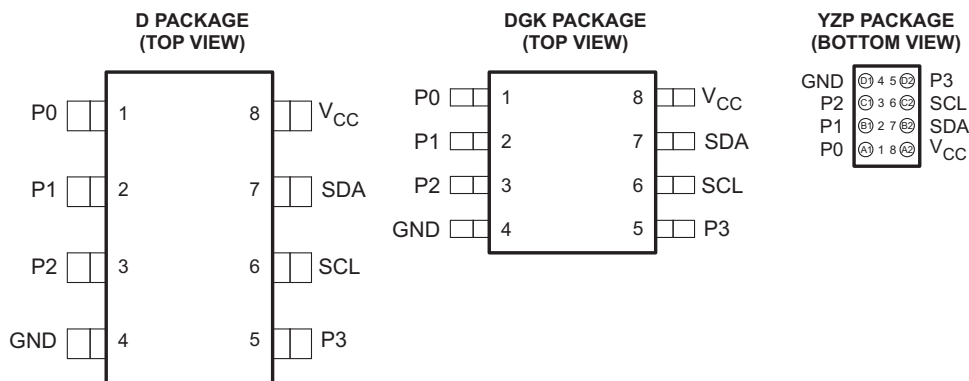 D PACKAGE
(TOP VIEW)
P0 1 8 VCC
P1 2 7 SDA
P2 3 6 SCL
GND 4 5 P3
DGK PACKAGE
(TOP VIEW)
P0 1 8 VCC
P1 2 7 SDA
P2 3 6 SCL
GND 4 5 P3
YZP PACKAGE
(BOTTOM VIEW)
GND D1 4 5 D2 P3
P2 C1 3 6 C2 SCL
P1 B1 2 7 B2 SDA
P0 A1 1 8 A2 VCC